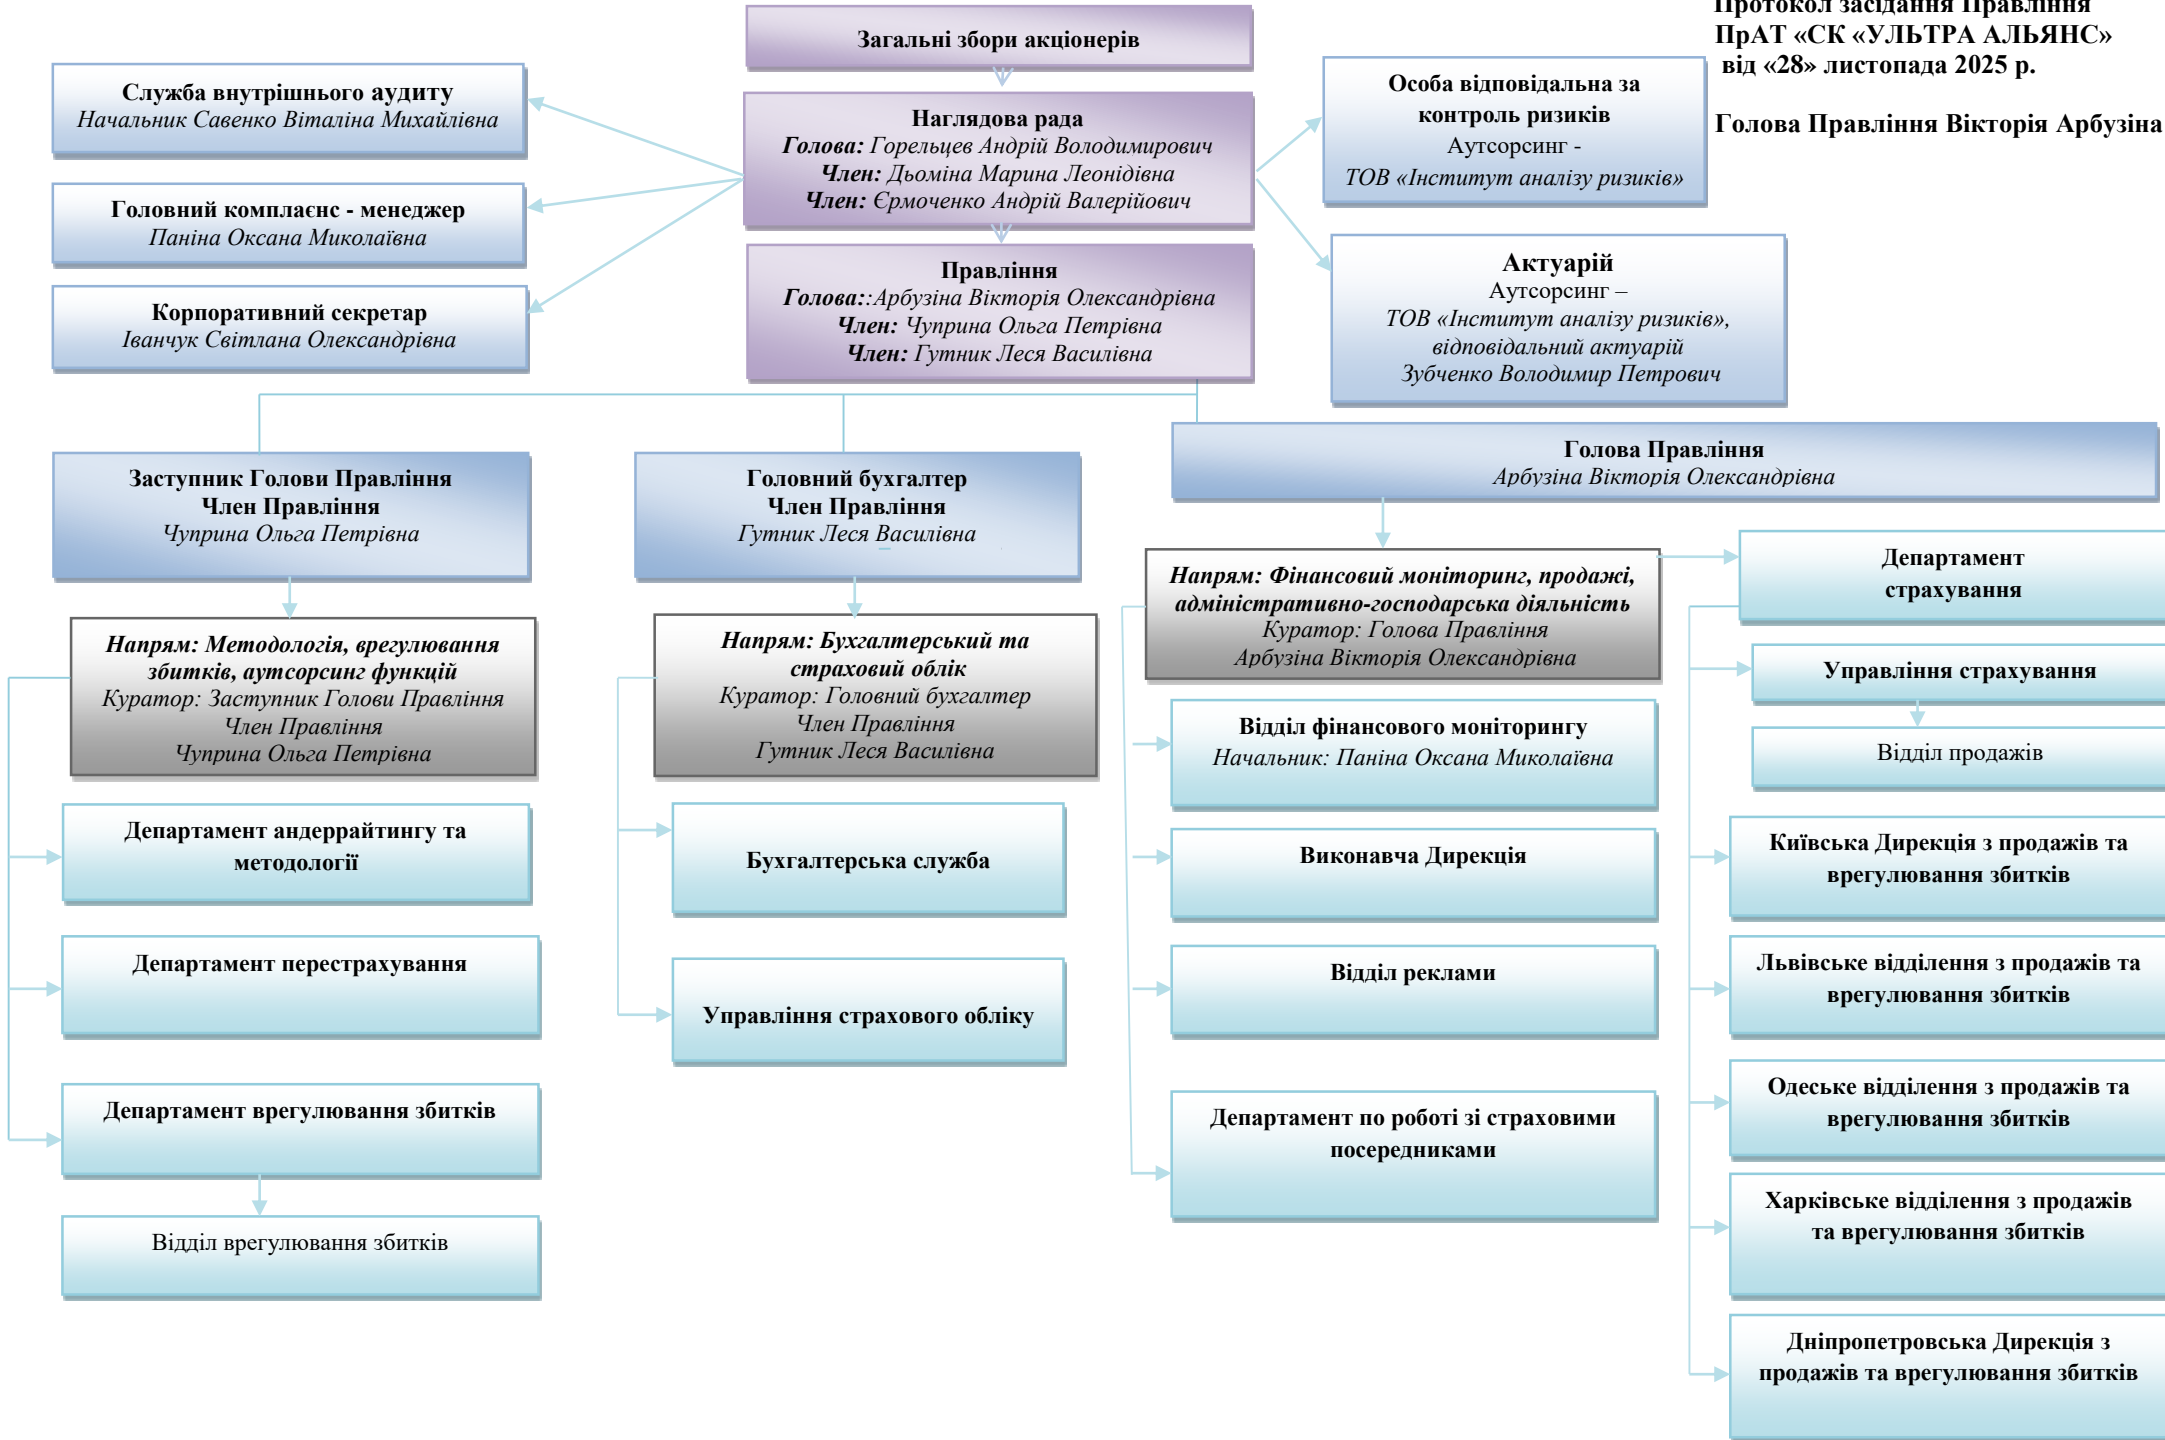 Протокол засідання Правління
ПрАТ «СК «УЛЬТРА АЛЬЯНС»
від «28» листопада 2025 р.
Голова Правління Вікторія Арбузіна
Загальні збори акціонерів
Служба внутрішнього аудиту
Начальник Савенко Віталіна Михайлівна
Головний комплаєнс - менеджер
Паніна Оксана Миколаївна
Корпоративний секретар
Іванчук Світлана Олександрівна
Наглядова рада
Голова: Горельцев Андрій Володимирович
Член: Дьоміна Марина Леонідівна
Член: Єрмоченко Андрій Валерійович
Правління
Голова::Арбузіна Вікторія Олександрівна
Член: Чуприна Ольга Петрівна
Член: Гутник Леся Василівна
Особа відповідальна за
контроль ризиків
Аутсорсинг -
ТОВ «Інститут аналізу ризиків»
Актуарій
Аутсорсинг –
ТОВ «Інститут аналізу ризиків»,
відповідальний актуарій
Зубченко Володимир Петрович
Заступник Голови Правління
Член Правління
Чуприна Ольга Петрівна
Напрям: Методологія, врегулювання
збитків, аутсорсинг функцій
Куратор: Заступник Голови Правління
Член Правління
Чуприна Ольга Петрівна
Департамент андеррайтингу та
методології
Департамент перестрахування
Департамент врегулювання збитків
Відділ врегулювання збитків
Головний бухгалтер
Член Правління
Гутник Леся Василівна
Напрям: Бухгалтерський та
страховий облік
Куратор: Головний бухгалтер
Член Правління
Гутник Леся Василівна
Бухгалтерська служба
Управління страхового обліку
Голова Правління
Арбузіна Вікторія Олександрівна
Напрям: Фінансовий моніторинг, продажі,
адміністративно-господарська діяльність
Куратор: Голова Правління
Арбузіна Вікторія Олександрівна
Відділ фінансового моніторингу
Начальник: Паніна Оксана Миколаївна
Виконавча Дирекція
Відділ реклами
Департамент по роботі зі страховими
посередниками
Департамент
страхування
Управління страхування
Відділ продажів
Київська Дирекція з продажів та
врегулювання збитків
Львівське відділення з продажів та
врегулювання збитків
Одеське відділення з продажів та
врегулювання збитків
Харківське відділення з продажів
та врегулювання збитків
Дніпропетровська Дирекція з
продажів та врегулювання збитків